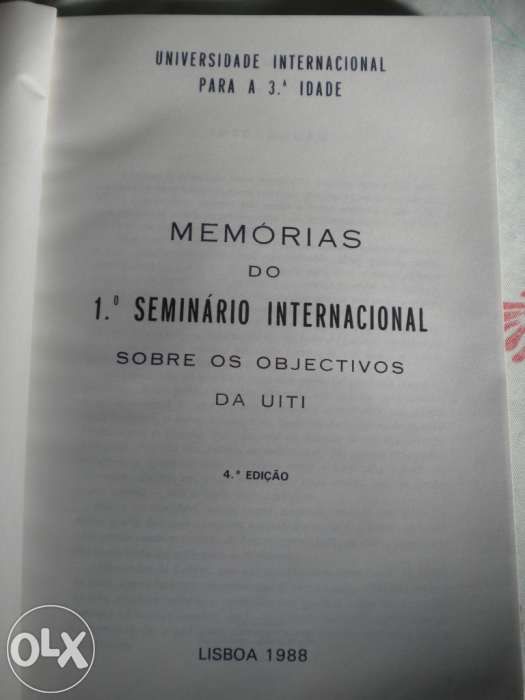 UNIVERSIDADE INTERNACIONAL
PARA A 3.ª IDADE
MEMÓRIAS
DO
1.º SEMINÁRIO INTERNACIONAL
SOBRE OS OBJECTIVOS
DA UITI
4.ª EDIÇÃO
LISBOA 1988
OLX